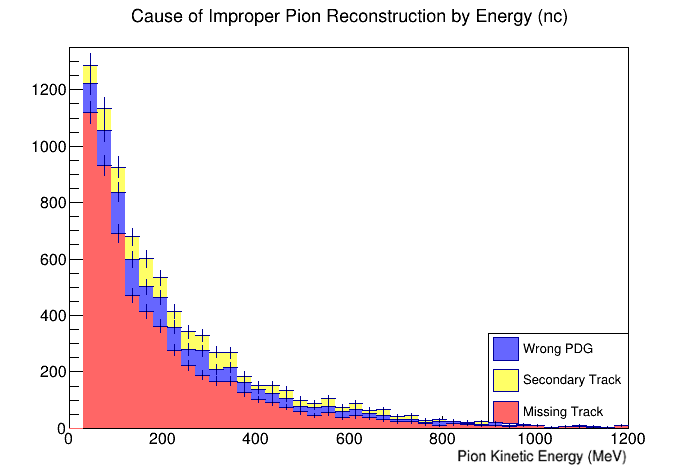 Cause of Improper Pion Reconstruction by Energy (nc)
1200
1000
800
600
400
200
0
Wrong PDG
Secondary Track
Missing Track
0 200 400 600 800 1000 1200
Pion Kinetic Energy (MeV)